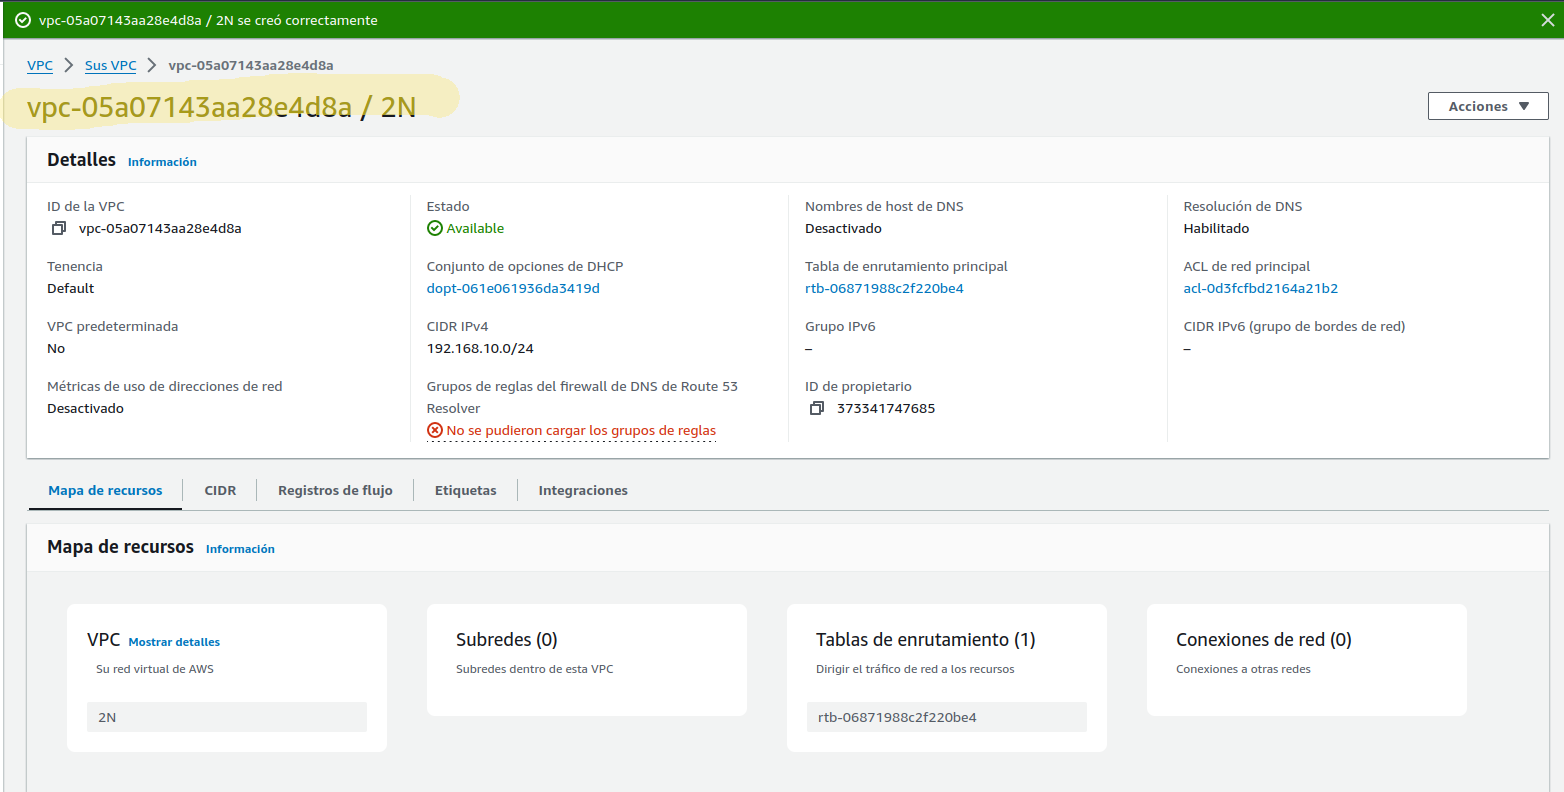 vpc-05a07143aa28e4d8a / 2N se creó correctamente
VPC > Sus VPC > vpc-05a07143aa28e4d8a
vpc-05a07143aa28e4d8a / 2N
Acciones
Detalles Información
ID de la VPC
vpc-05a07143aa28e4d8a
Estado
Available
Nombres de host de DNS
Desactivado
Resolución de DNS
Habilitado
Tenencia
Default
Conjunto de opciones de DHCP
dopt-061e061936da3419d
Tabla de enrutamiento principal
rtb-06871988c2f220be4
ACL de red principal
acl-0d3fcfbd2164a21b2
VPC predeterminada
No
CIDR IPv4
192.168.10.0/24
Grupo IPv6
–
CIDR IPv6 (grupo de bordes de red)
–
Métricas de uso de direcciones de red
Desactivado
Grupos de reglas del firewall de DNS de Route 53
Resolver
No se pudieron cargar los grupos de reglas
ID de propietario
373341747685
Mapa de recursos CIDR Registros de flujo Etiquetas Integraciones
Mapa de recursos Información
VPC Mostrar detalles
Su red virtual de AWS
2N
Subredes (0)
Subredes dentro de esta VPC
Tablas de enrutamiento (1)
Dirigir el tráfico de red a los recursos
rtb-06871988c2f220be4
Conexiones de red (0)
Conexiones a otras redes